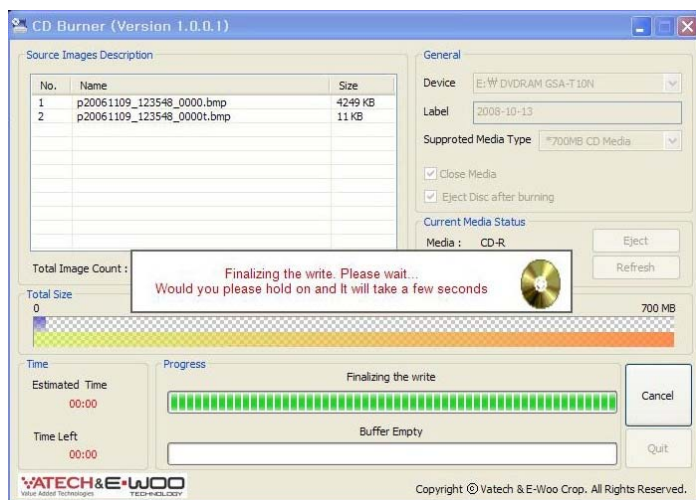 CD Burner (Version 1.0.0.1)
Source Images Description
No. Name Size
1 p20061109_123548_0000.bmp 4249 KB
2 p20061109_123548_0000t.bmp 11 KB
Total Image Count :
General
Device E:₩ DVDRAM GSA-T10N
Label 2008-10-13
Supproted Media Type *700MB CD Media
Close Media
Eject Disc after burning
Current Media Status
Media : CD-R
Eject
Refresh
Finalizing the write. Please wait...
Would you please hold on and It will take a few seconds
Total Size
0 700 MB
Time
Estimated Time
00:00
Time Left
00:00
Progress
Finalizing the write
Buffer Empty
Cancel
Quit
VATECH&E·WOO
Value Added Technologies TECHNOLOGY
Copyright © Vatech & E-Woo Crop. All Rights Reserved.